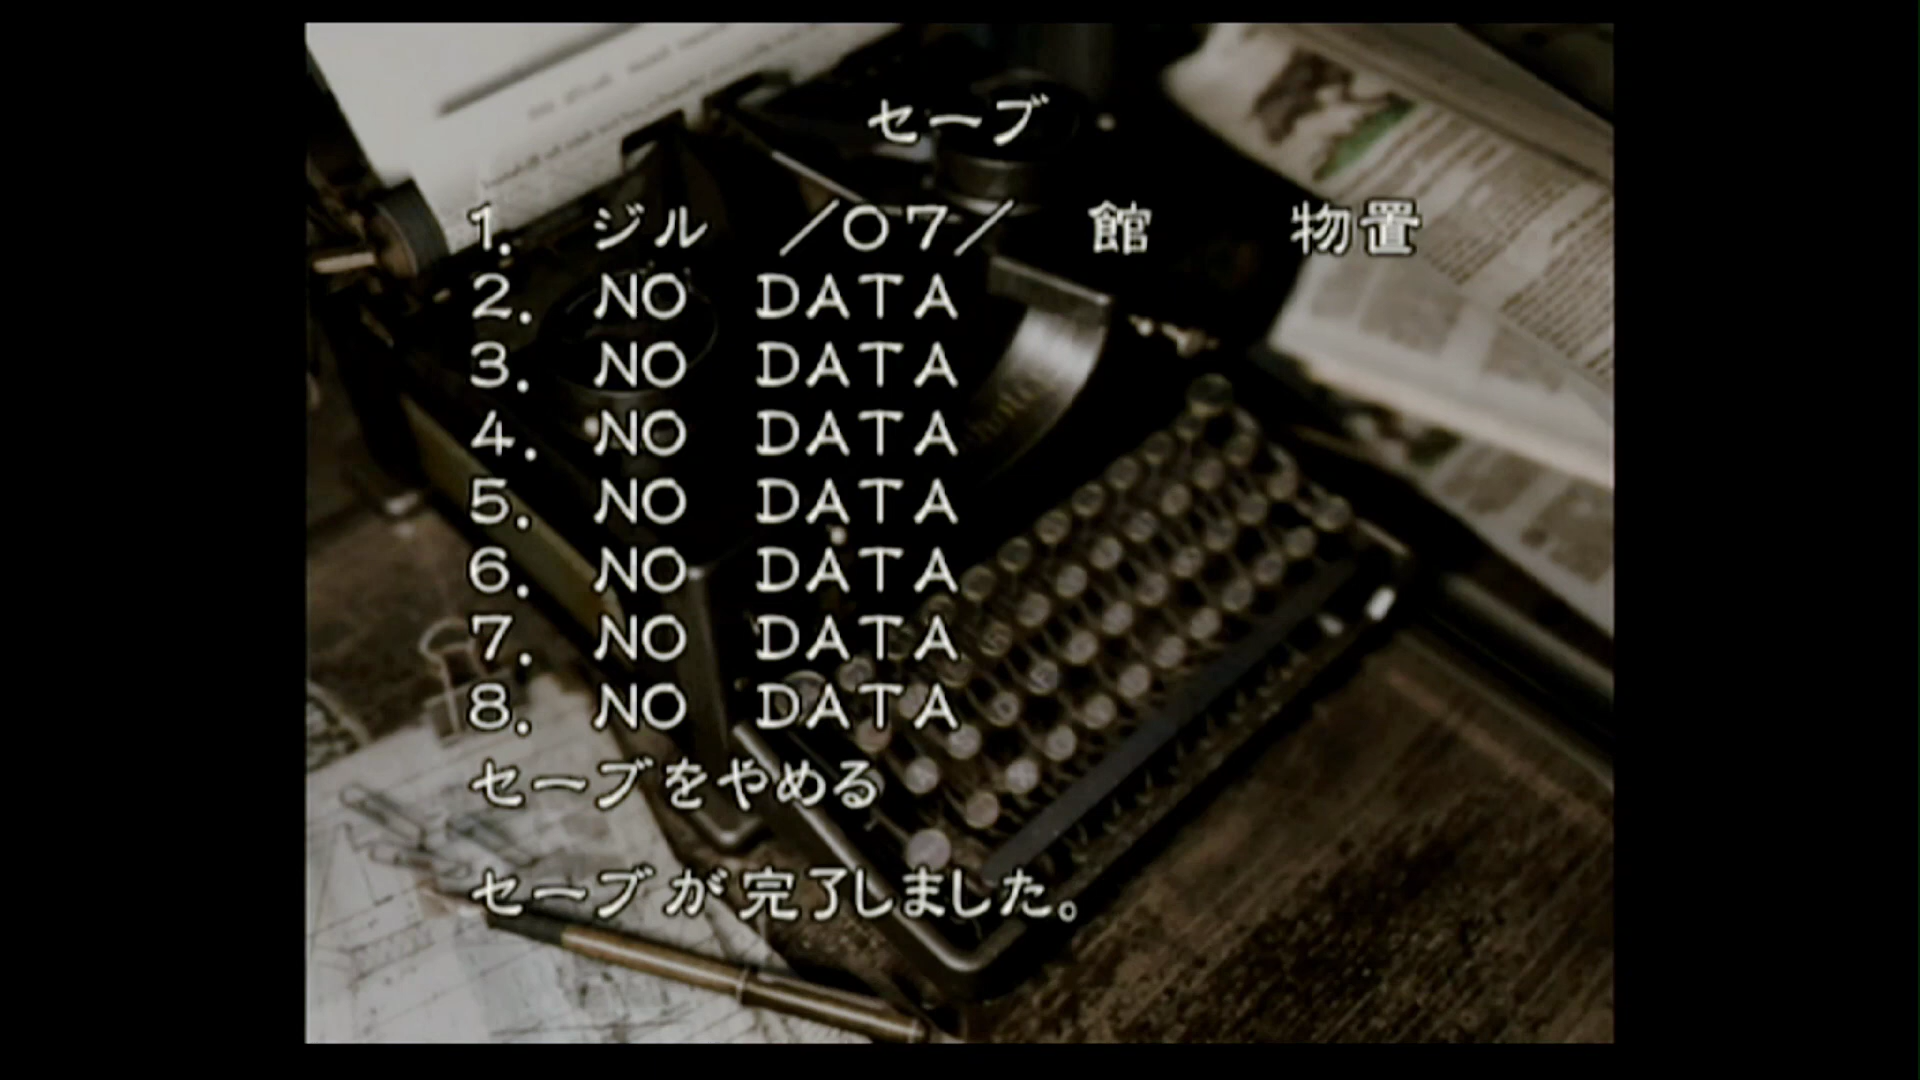 セーブ
1. ジル /07/ 館 物置
2. NO DATA
3. NO DATA
4. NO DATA
5. NO DATA
6. NO DATA
7. NO DATA
8. NO DATA
セーブをやめる
セーブが完了しました。